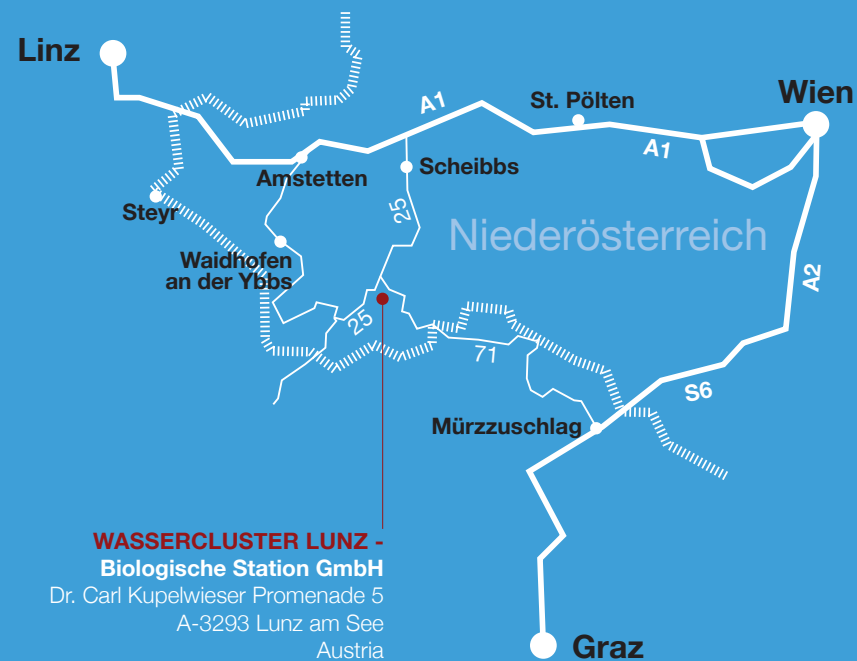 Linz
A1
St. Pölten
Wien
A1
Amstetten
Scheibbs
Steyr
25
Niederösterreich
Waidhofen
an der Ybbs
A2
25
71
S6
Mürzzuschlag
WASSERCLUSTER LUNZ -
Biologische Station GmbH
Dr. Carl Kupelwieser Promenade 5
A-3293 Lunz am See
Austria
Graz